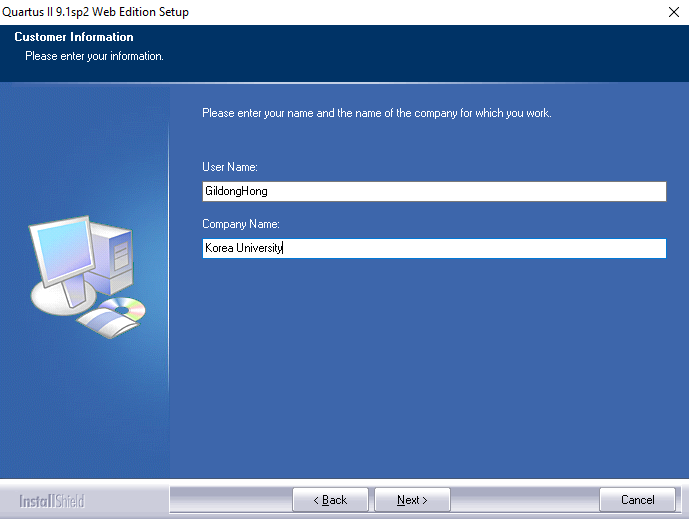 Quartus II 9.1sp2 Web Edition Setup
Customer Information
Please enter your information.
Please enter your name and the name of the company for which you work.
User Name:
GildongHong
Company Name:
Korea University
InstallShield
< Back
Next >
Cancel